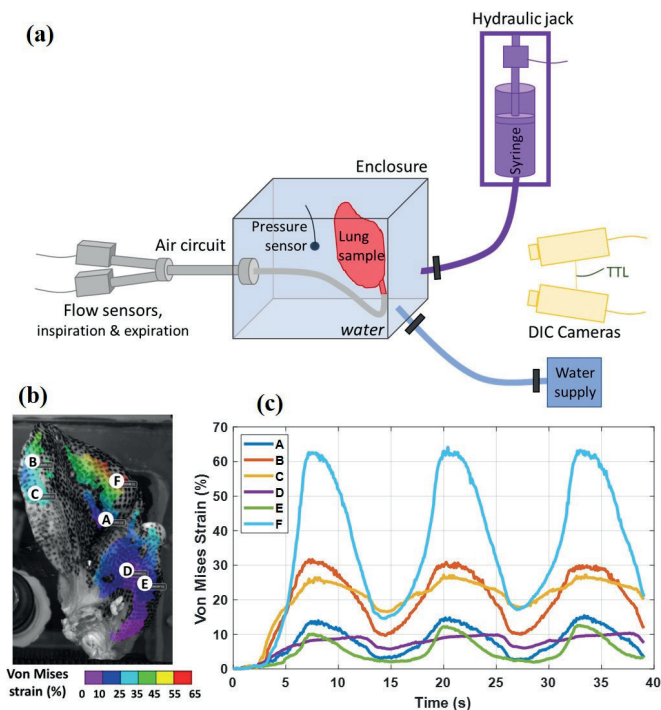 (a)
Hydraulic jack
Syringe
Enclosure
Pressure
sensor
Lung
sample
Air circuit
Flow sensors,
inspiration & expiration
water
TTL
DIC Cameras
Water
supply
(b)
B
C
F
A
D
E
Von Mises
strain (%)
0 10 25 35 45 55 65
(c)
Von Mises Strain (%)
70
60
50
40
30
20
10
0
A
B
C
D
E
F
0 5 10 15 20 25 30 35 40
Time (s)